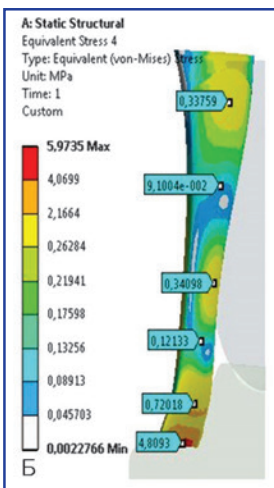 A: Static Structural
Equivalent Stress 4
Type: Equivalent (von-Mises) Stress
Unit: MPa
Time: 1
Custom
5,9735 Max
4,0699
2,1664
0,26284
0,21941
0,17598
0,13256
0,08913
0,045703
0,0022766 Min
0,33759
9,1004e-002
0,34098
0,12133
0,72018
4,8093
Б